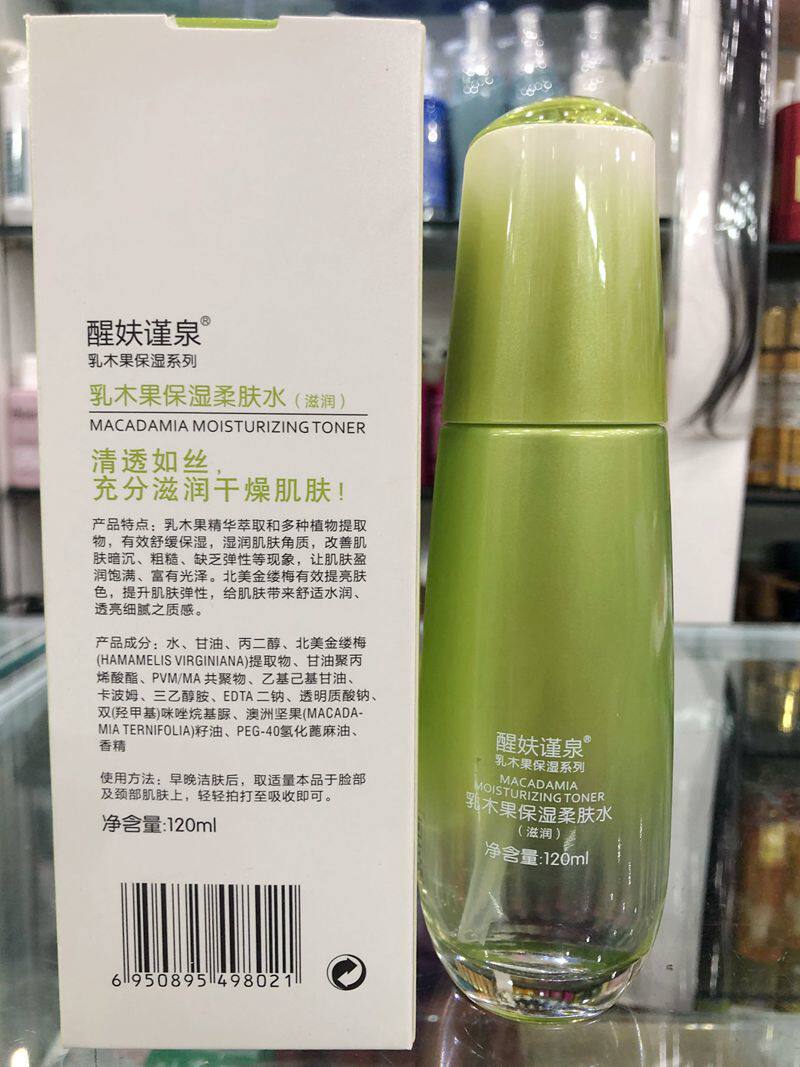 醒妋谨泉®
乳木果保湿系列
乳木果保湿柔肤水（滋润）
MACADAMIA MOISTURIZING TONER
清透如丝，
充分滋润干燥肌肤！
产品特点：乳木果精华萃取和多种植物提取
物，有效舒缓保湿，湿润肌肤角质，改善肌
肤暗沉、粗糙、缺乏弹性等现象，让肌肤盈
润饱满、富有光泽。北美金缕梅有效提亮肤
色，提升肌肤弹性，给肌肤带来舒适水润、
透亮细腻之质感。
产品成分：水、甘油、丙二醇、北美金缕梅
(HAMAMELIS VIRGINIANA)提取物、甘油聚丙
烯酸酯、PVM/MA 共聚物、乙基己基甘油、
卡波姆、三乙醇胺、EDTA 二钠、透明质酸钠、
双(羟甲基)咪唑烷基脲、澳洲坚果(MACADA-
MIA TERNIFOLIA)籽油、PEG-40氢化蓖麻油、
香精
使用方法：早晚洁肤后，取适量本品于脸部
及颈部肌肤上，轻轻拍打至吸收即可。
净含量:120ml
6 950895 498021
醒妋谨泉®
乳木果保湿系列
MACADAMIA
MOISTURIZING TONER
乳木果保湿柔肤水
（滋润）
净含量:120ml